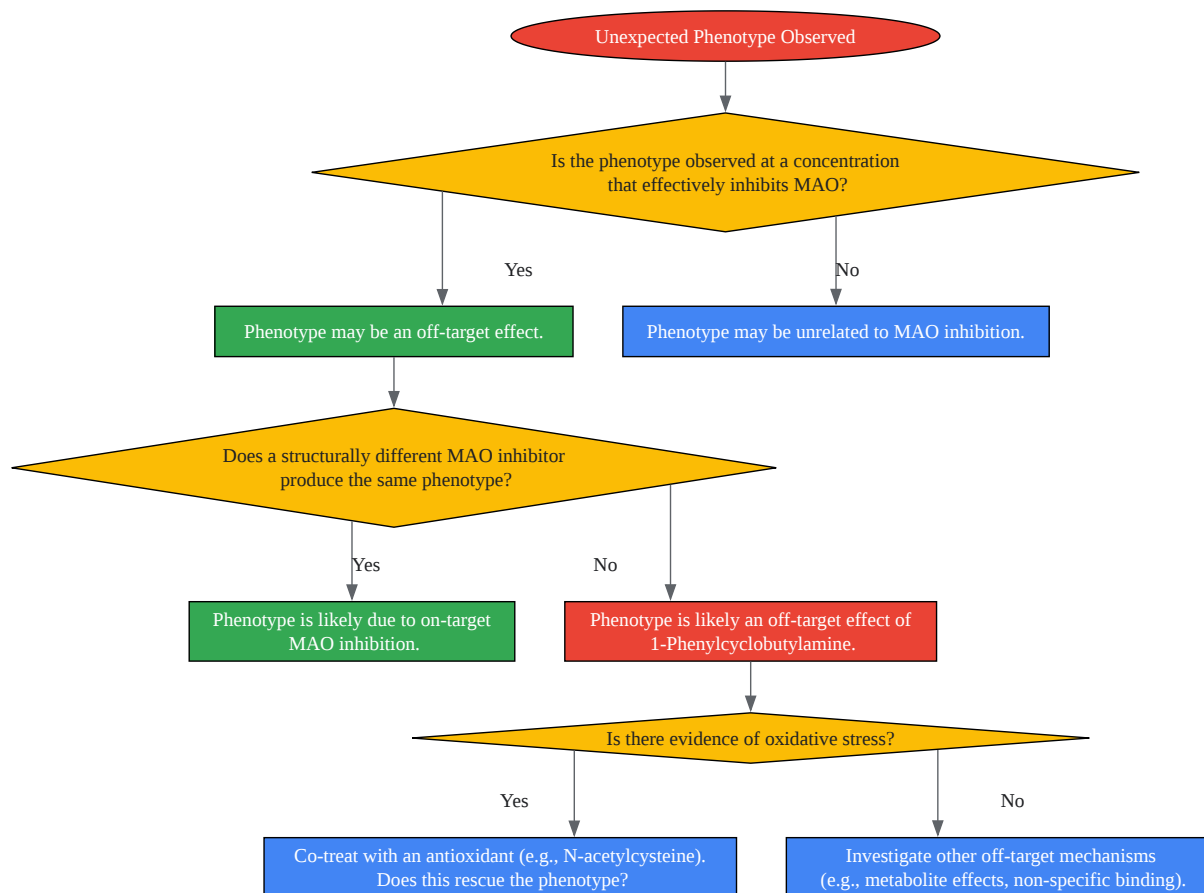 Unexpected Phenotype Observed
Is the phenotype observed at a concentration
that effectively inhibits MAO?
Yes
No
Phenotype may be an off-target effect.
Phenotype may be unrelated to MAO inhibition.
Does a structurally different MAO inhibitor
produce the same phenotype?
Yes
No
Phenotype is likely due to on-target
MAO inhibition.
Phenotype is likely an off-target effect of
1-Phenylcyclobutylamine.
Is there evidence of oxidative stress?
Yes
No
Co-treat with an antioxidant (e.g., N-acetylcysteine).
Does this rescue the phenotype?
Investigate other off-target mechanisms
(e.g., metabolite effects, non-specific binding).